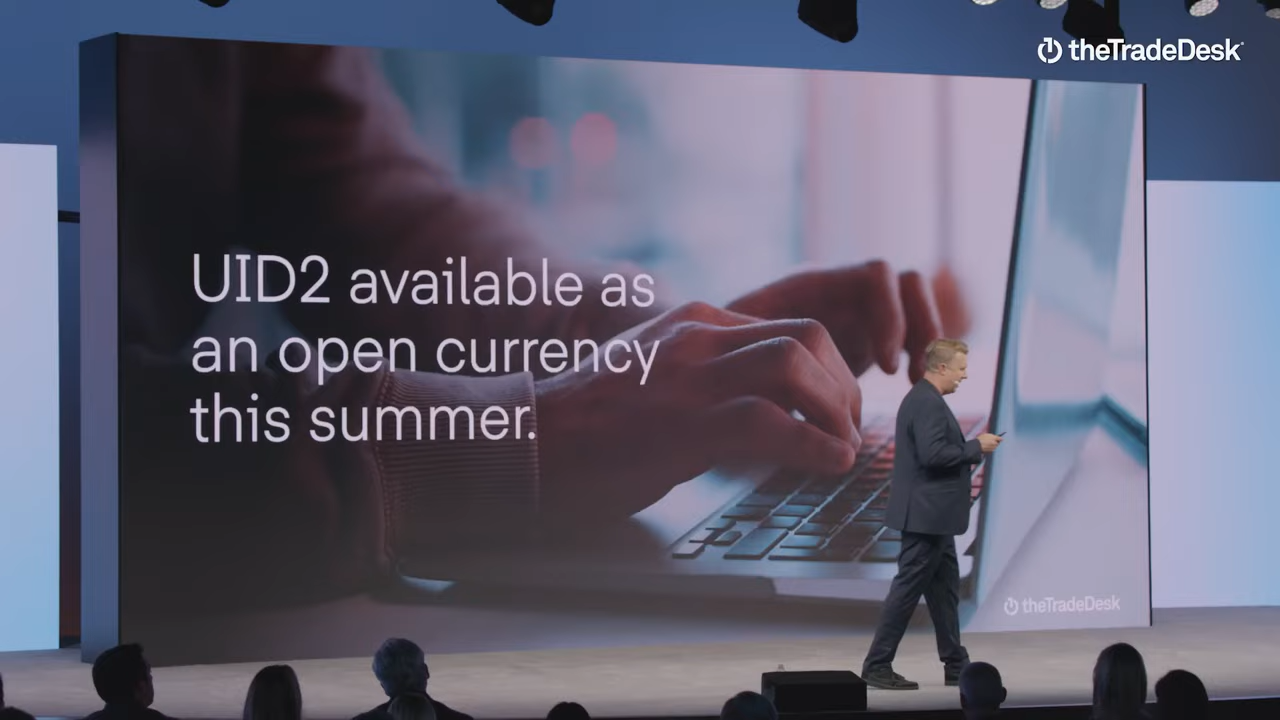 theTradeDesk
UID2 available as
an open currency
this summer.
theTradeDesk